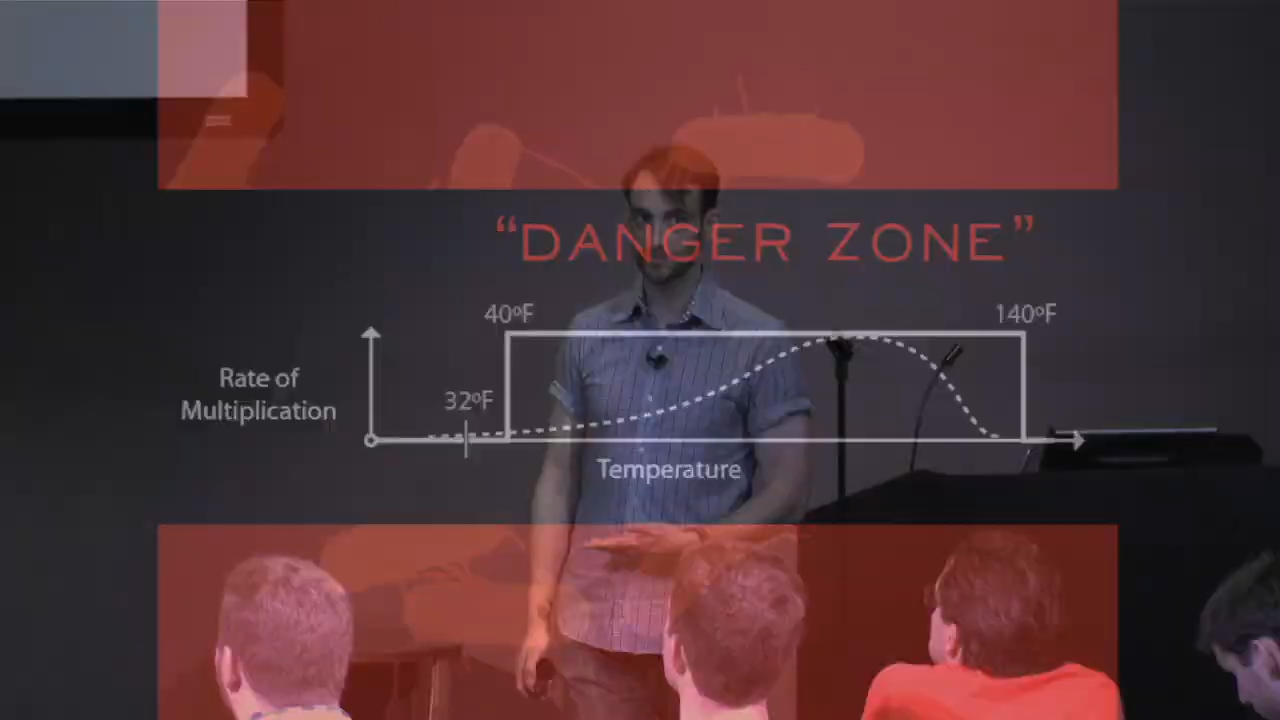 “DANGER ZONE”
40ºF
140ºF
Rate of
Multiplication
32ºF
Temperature